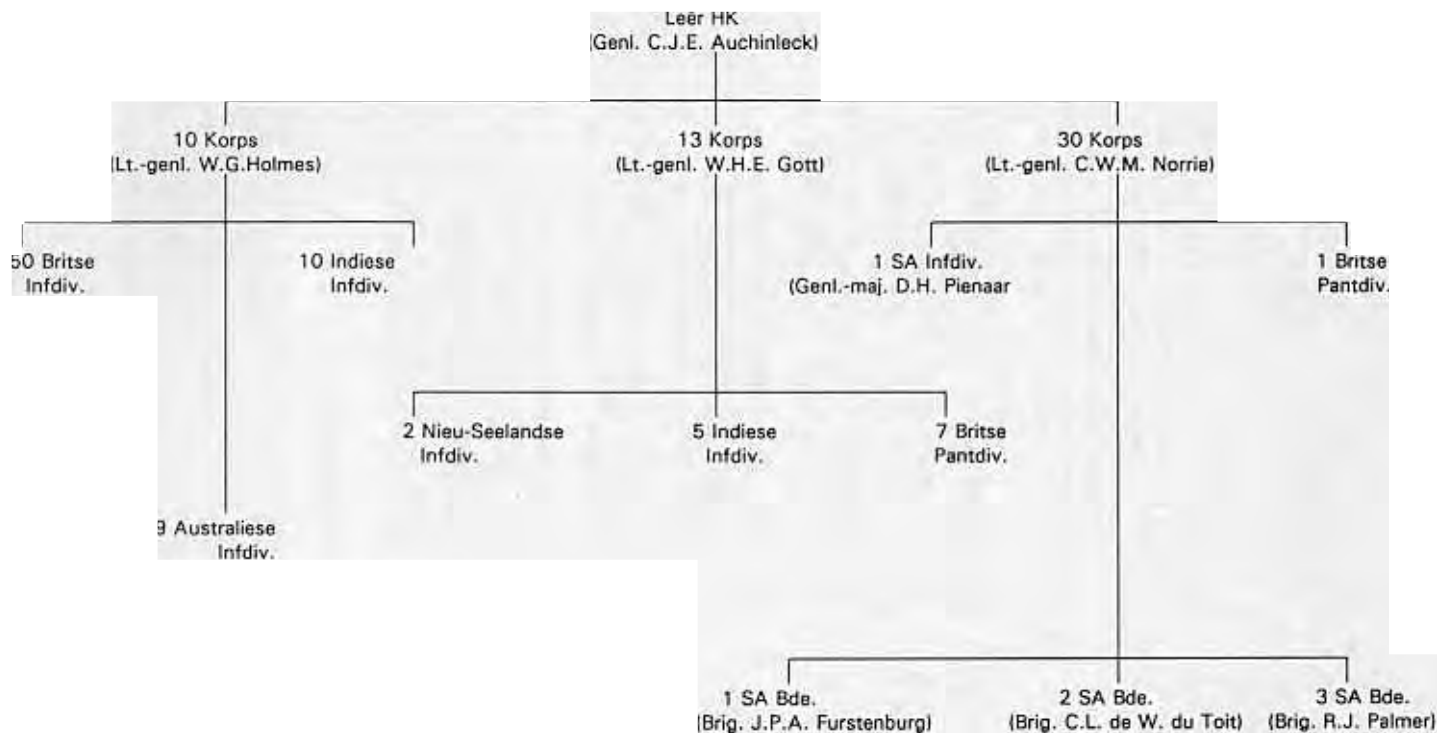 Leër HK
(Genl. C.J.E. Auchinleck)
10 Korps
(Lt.-genl. W.G.Holmes)
13 Korps
(Lt.-genl. W.H.E. Gott)
30 Korps
(Lt.-genl. C.W.M. Norrie)
50 Britse
Infdiv.
10 Indiese
Infdiv.
1 SA Infdiv.
(Genl.-maj. D.H. Pienaar
1 Britse
Pantdiv.
2 Nieu-Seelandse
Infdiv.
5 Indiese
Infdiv.
7 Britse
Pantdiv.
9 Australiese
Infdiv.
1 SA Bde.
(Brig. J.P.A. Furstenburg)
2 SA Bde.
(Brig. C.L. de W. du Toit)
3 SA Bde.
(Brig. R.J. Palmer)